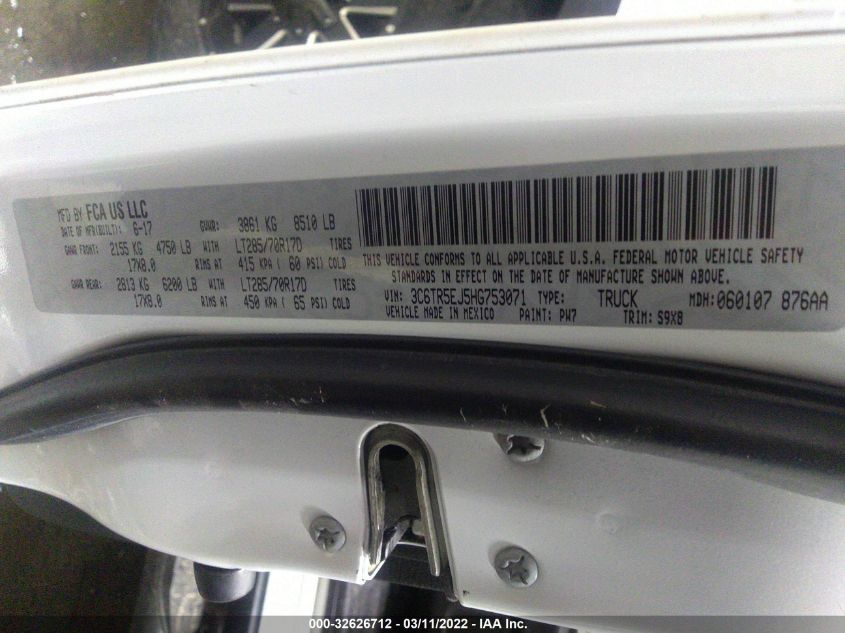 MFD BY FCA US LLC
DATE OF MFR(BUILT): 6-17 GVWR: 3861 KG 8510 LB
GAWR FRONT: 2155 KG 4750 LB WITH LT285/70R17D TIRES
17X8.0 RIMS AT 415 KPA ( 60 PSI) COLD
GAWR REAR: 2813 KG 6200 LB WITH LT285/70R17D TIRES
17X8.0 RIMS AT 450 KPA ( 65 PSI) COLD
THIS VEHICLE CONFORMS TO ALL APPLICABLE U.S.A. FEDERAL MOTOR VEHICLE SAFETY
STANDARDS IN EFFECT ON THE DATE OF MANUFACTURE SHOWN ABOVE.
VIN: 3C6TR5EJ5HG753071 TYPE: TRUCK MDH:060107 876AA
VEHICLE MADE IN MEXICO PAINT: PW7 TRIM: S9X8
000-32626712 - 03/11/2022 - IAA Inc.